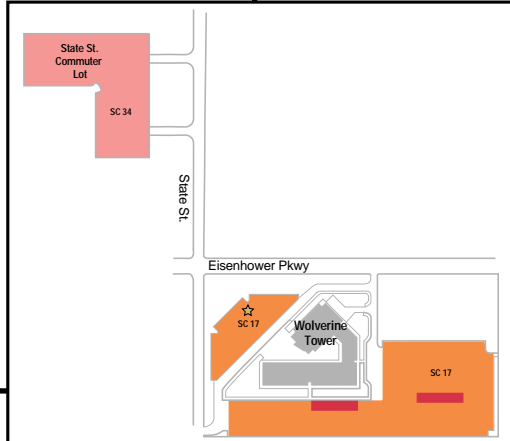 State St.
Commuter
Lot
SC 34
State St.
Eisenhower Pkwy
SC 17
Wolverine
Tower
SC 17